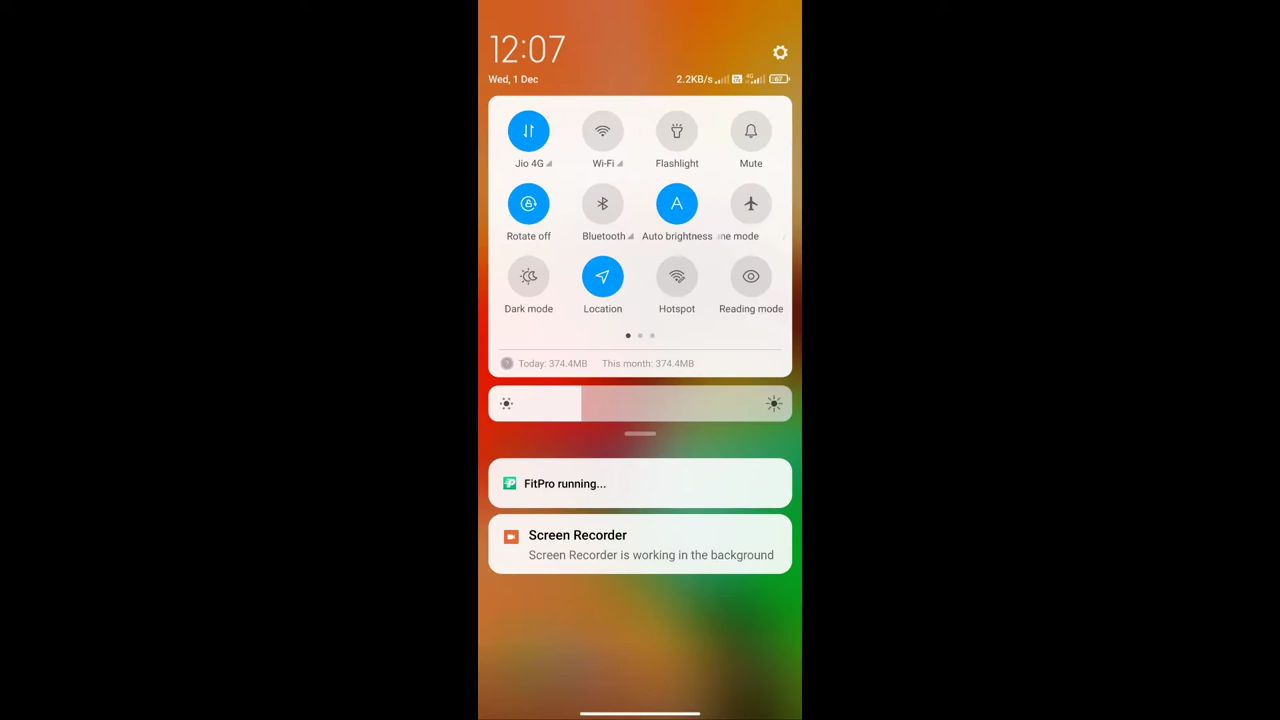 12:07
Wed, 1 Dec
2.2KB/s
4G
67
Jio 4G
Wi-Fi
Flashlight
Mute
Rotate off
Bluetooth
Auto brightness
ne mode
Dark mode
Location
Hotspot
Reading mode
Today: 374.4MB
This month: 374.4MB
FitPro running...
Screen Recorder
Screen Recorder is working in the background